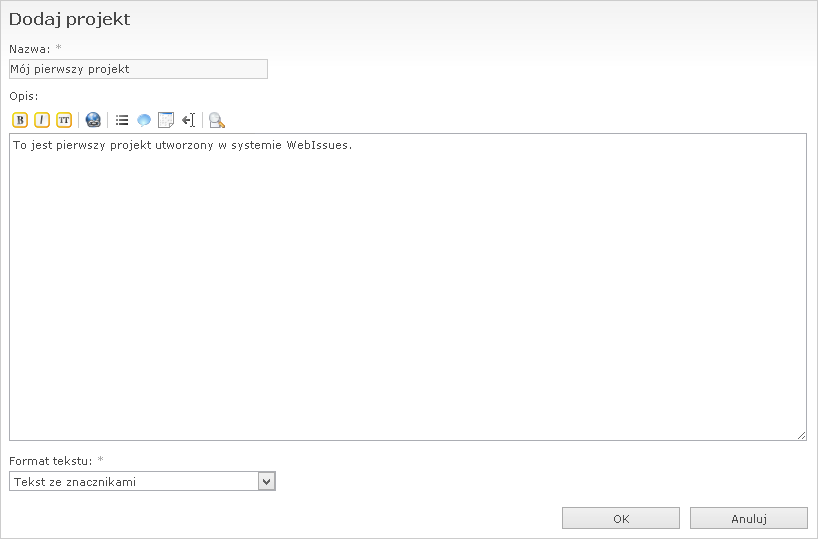 Dodaj projekt
Nazwa: *
Mój pierwszy projekt
Opis:
B I TT
To jest pierwszy projekt utworzony w systemie WebIssues.
Format tekstu: *
Tekst ze znacznikami
OK Anuluj